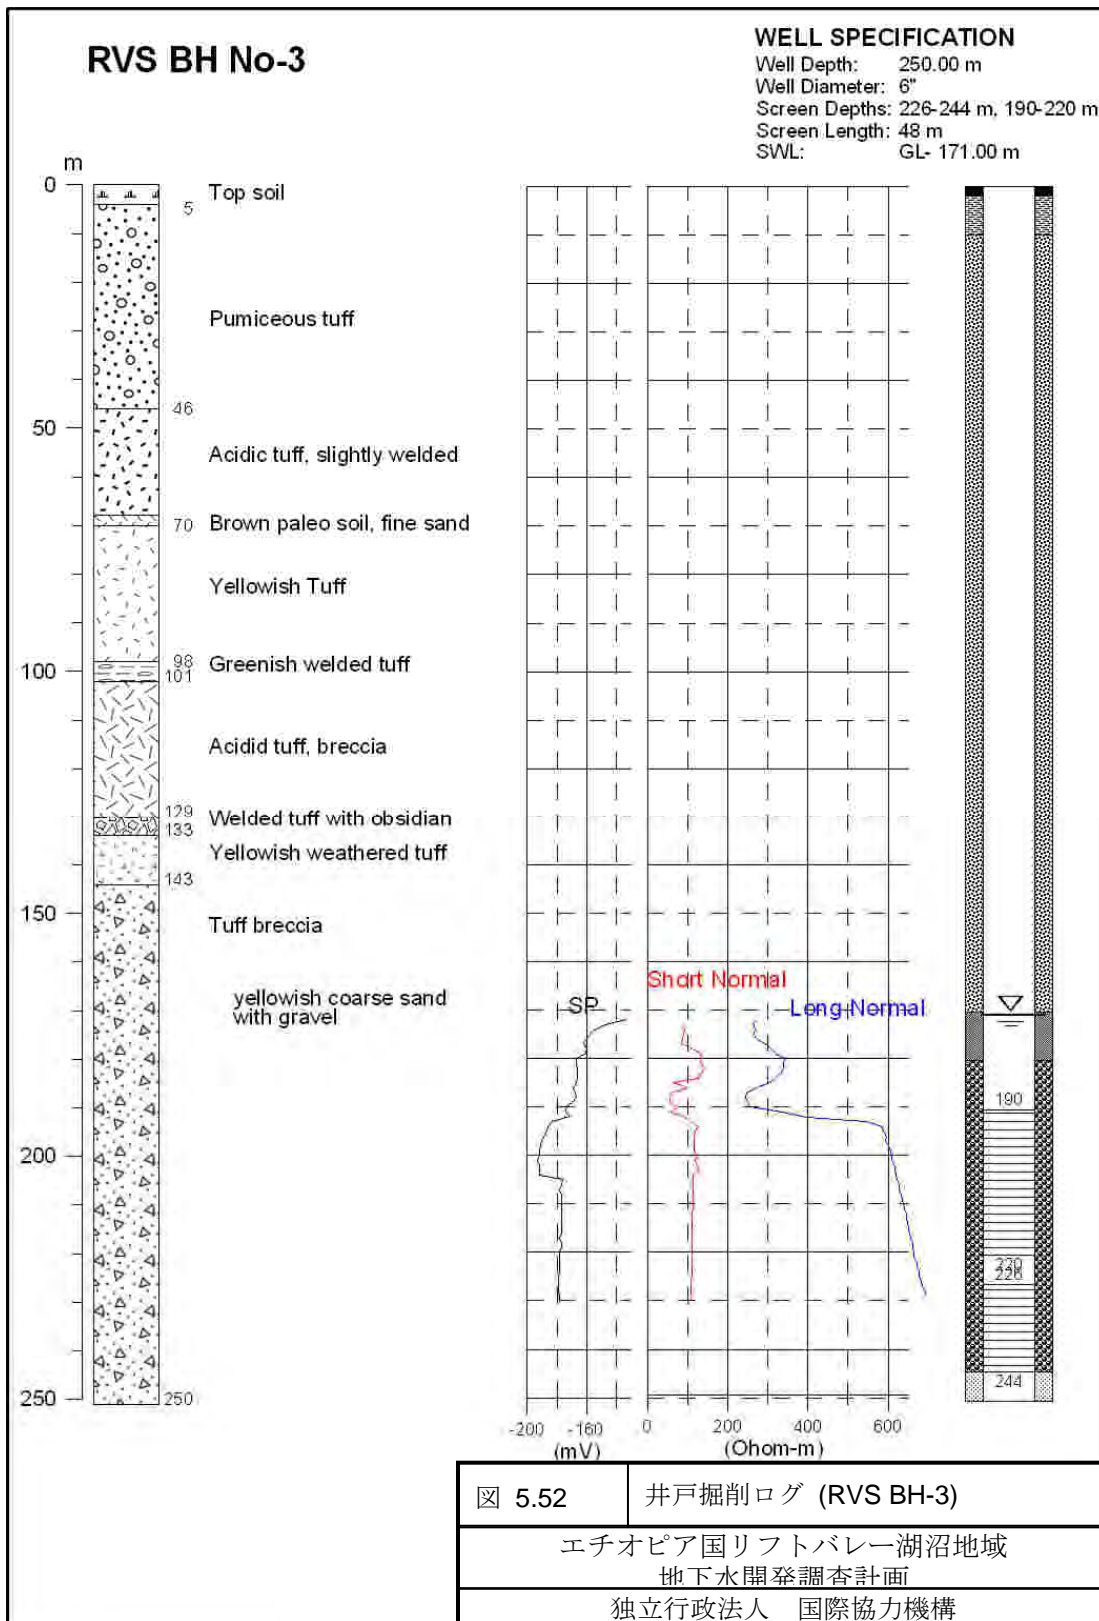 RVS BH No-3
WELL SPECIFICATION
Well Depth: 250.00 m
Well Diameter: 6"
Screen Depths: 226-244 m, 190-220 m
Screen Length: 48 m
SWL: GL- 171.00 m
m
0
Top soil
5
Pumiceous tuff
46
50
Acidic tuff, slightly welded
70
Brown paleo soil, fine sand
Yellowish Tuff
98
Greenish welded tuff
100
101
Acidid tuff, breccia
129
Welded tuff with obsidian
133
Yellowish weathered tuff
143
150
Tuff breccia
yellowish coarse sand
with gravel
SP
Short Normal
Long Normal
190
200
220
226
244
250
250
-200 -160
(mV)
0 200 400 600
(Ohom-m)
図 5.52
井戸掘削ログ (RVS BH-3)
エチオピア国リフトバレー湖沼地域
地下水開発調査計画
独立行政法人 国際協力機構